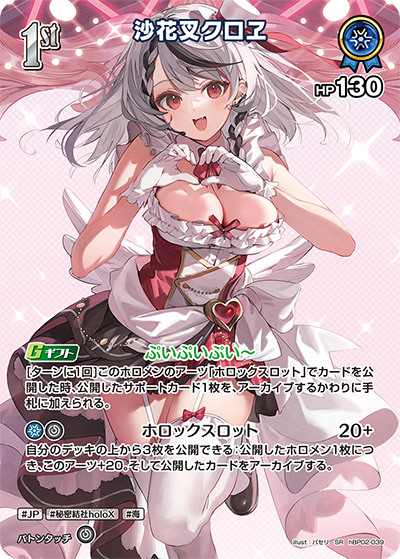 1st
沙花叉クロヱ
HP130
Gギフト ぷいぷいぷい～
[ターンに1回]このホロメンのアーツ「ホロックスロット」でカードを公
開した時、公開したサポートカード1枚を、アーカイブするかわりに手
札に加えられる。
ホロックスロット 20+
自分のデッキの上から3枚を公開できる:公開したホロメン1枚につ
き、このアーツ+20。そして公開したカードをアーカイブする。
#JP #秘密結社holoX #海
バトンタッチ
illust : パセリ SR hBP02-039